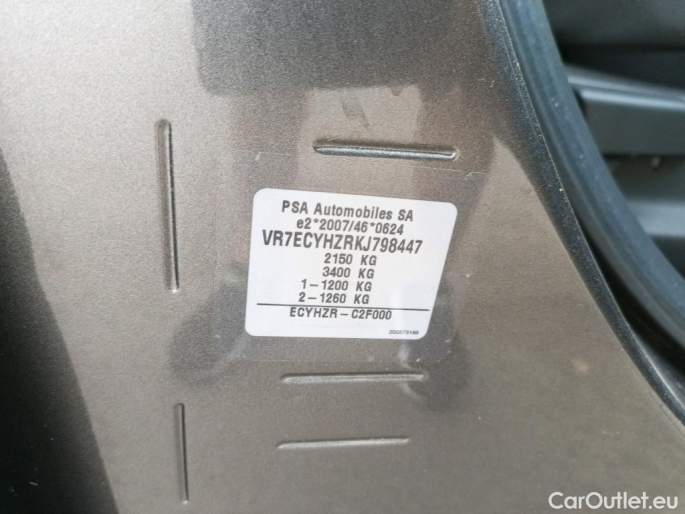 PSA Automobiles SA
e2*2007/46*0624
VR7ECYHZRKJ798447
2150 KG
3400 KG
1-1200 KG
2-1260 KG
ECYHZR-C2F000
CarOutlet.eu